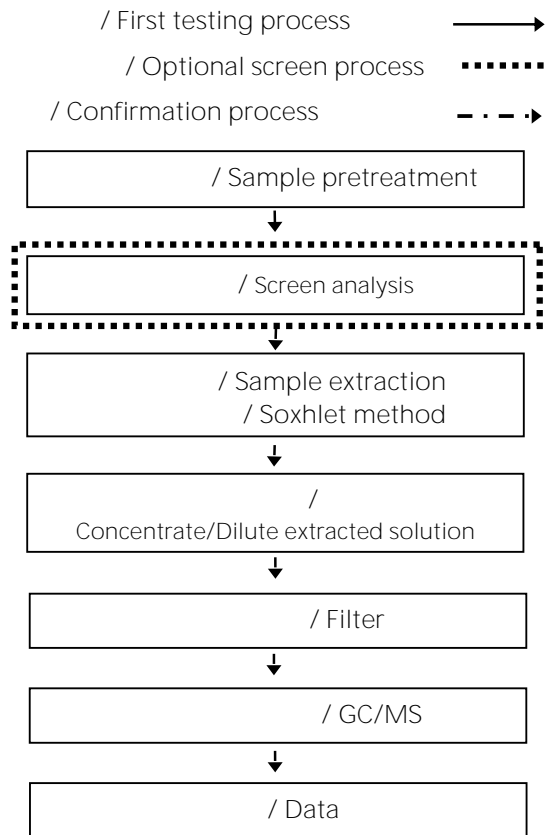 / First testing process
/ Optional screen process
/ Confirmation process
/ Sample pretreatment
/ Screen analysis
/ Sample extraction
/ Soxhlet method
/
Concentrate/Dilute extracted solution
/ Filter
/ GC/MS
/ Data